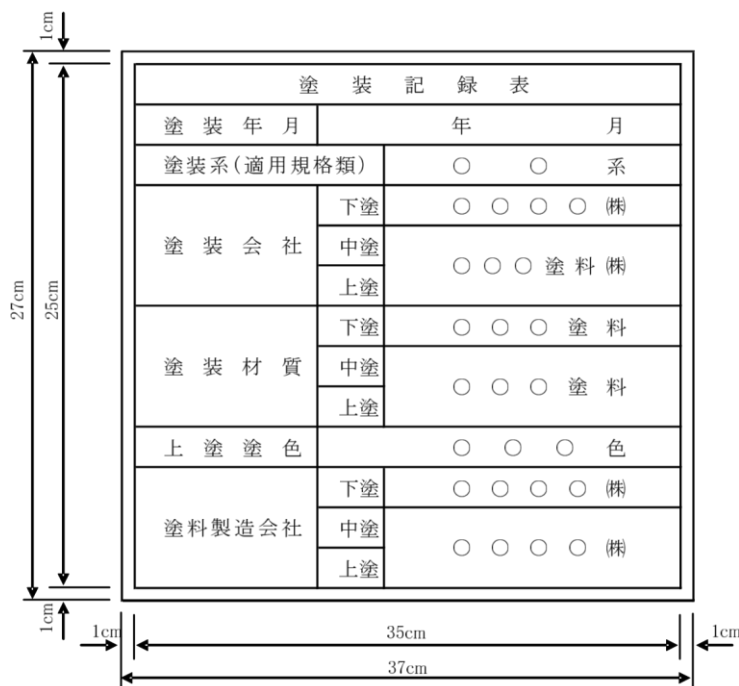 1cm
27cm
25cm
塗装記録表
塗装年月 年 月
塗装系(適用規格類) ○ ○ 系
塗装会社
下塗 ○ ○ ○ ○ ㈱
中塗
上塗
○ ○ ○ 塗料 ㈱
塗装材質
下塗 ○ ○ ○ 塗料
中塗
上塗
○ ○ ○ 塗料
上塗塗色 ○ ○ ○ 色
塗料製造会社
下塗 ○ ○ ○ ○ ㈱
中塗
上塗
○ ○ ○ ○ ㈱
1cm
1cm
35cm
1cm
37cm